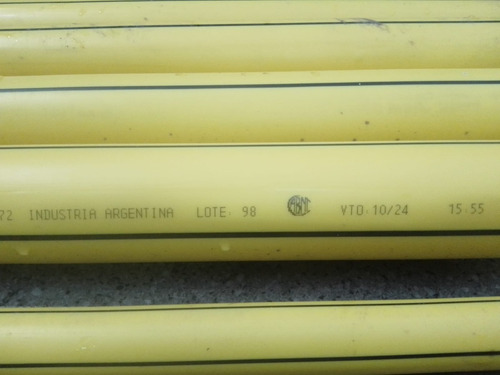 72 INDUSTRIA ARGENTINA LOTE: 98 VTO:10/24 15:55